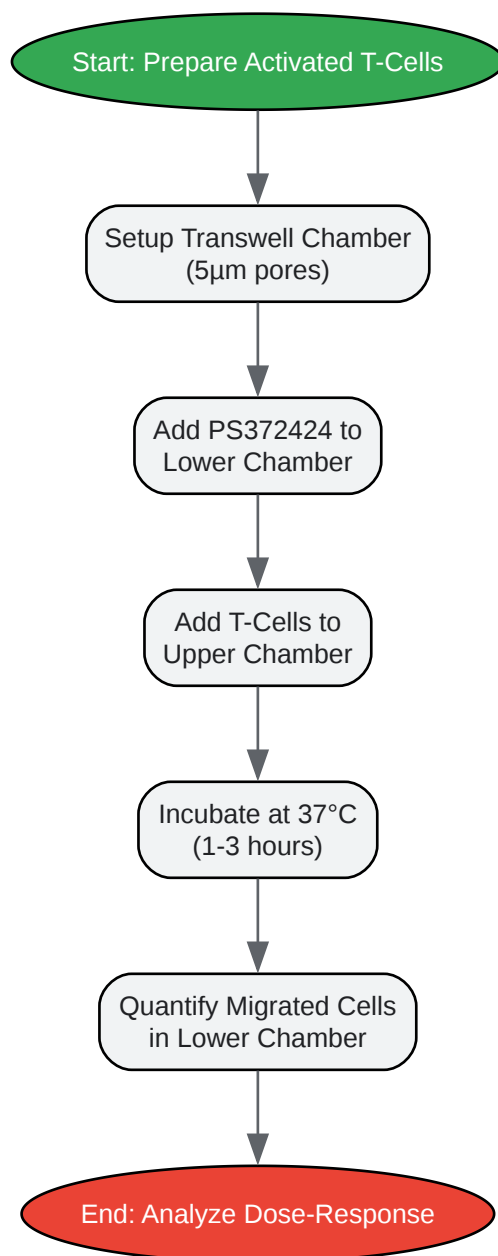 Start: Prepare Activated T-Cells
Setup Transwell Chamber
(5µm pores)
Add PS372424 to
Lower Chamber
Add T-Cells to
Upper Chamber
Incubate at 37°C
(1-3 hours)
Quantify Migrated Cells
in Lower Chamber
End: Analyze Dose-Response